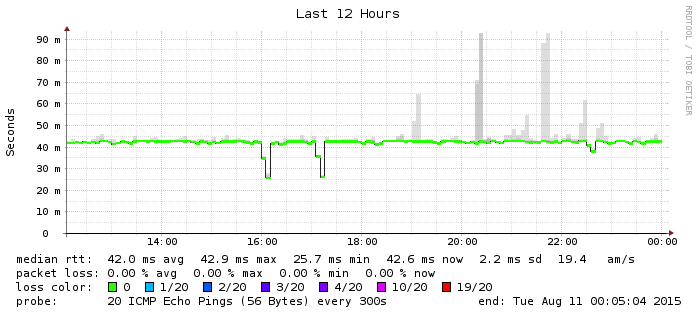 Last 12 Hours
RRDTOOL / TOBI OETIKER
Seconds
90 m
80 m
70 m
60 m
50 m
40 m
30 m
20 m
10 m
0
14:00 16:00 18:00 20:00 22:00 00:00
median rtt: 42.0 ms avg 42.9 ms max 25.7 ms min 42.6 ms now 2.2 ms sd 19.4 am/s
packet loss: 0.00 % avg 0.00 % max 0.00 % min 0.00 % now
loss color: 0 1/20 2/20 3/20 4/20 10/20 19/20
probe: 20 ICMP Echo Pings (56 Bytes) every 300s end: Tue Aug 11 00:05:04 2015